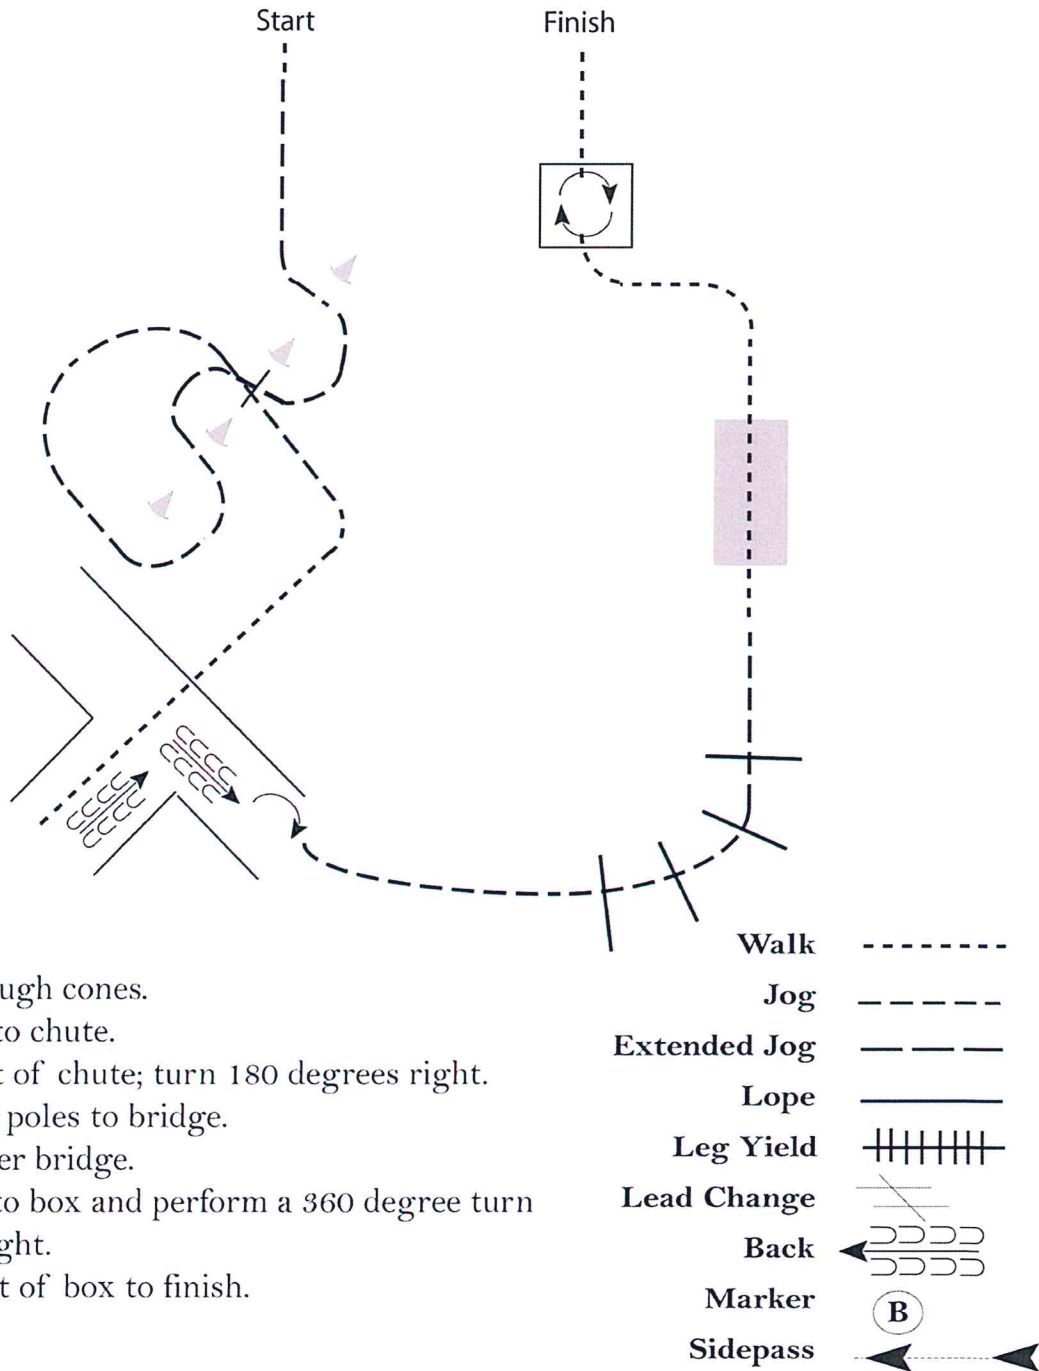 Start
Finish
ugh cones.
to chute.
t of chute; turn 180 degrees right.
poles to bridge.
er bridge.
to box and perform a 360 degree turn
ght.
t of box to finish.
Walk
Jog
Extended Jog
Lope
Leg Yield
Lead Change
Back
Marker
B
Sidepass